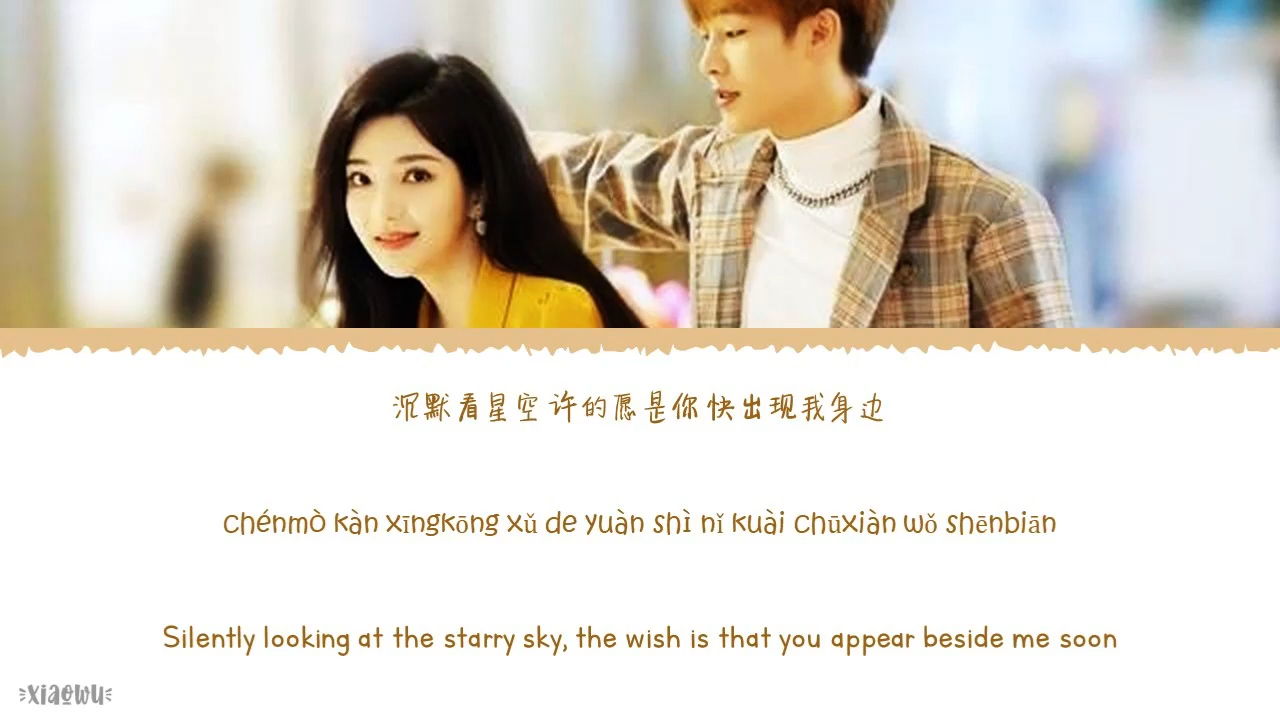 沉默看星空许的愿是你快出现我身边
chénmò kàn xīngkōng xǔ de yuàn shì nǐ kuài chūxiàn wǒ shēnbiān
Silently looking at the starry sky, the wish is that you appear beside me soon
xiaowu